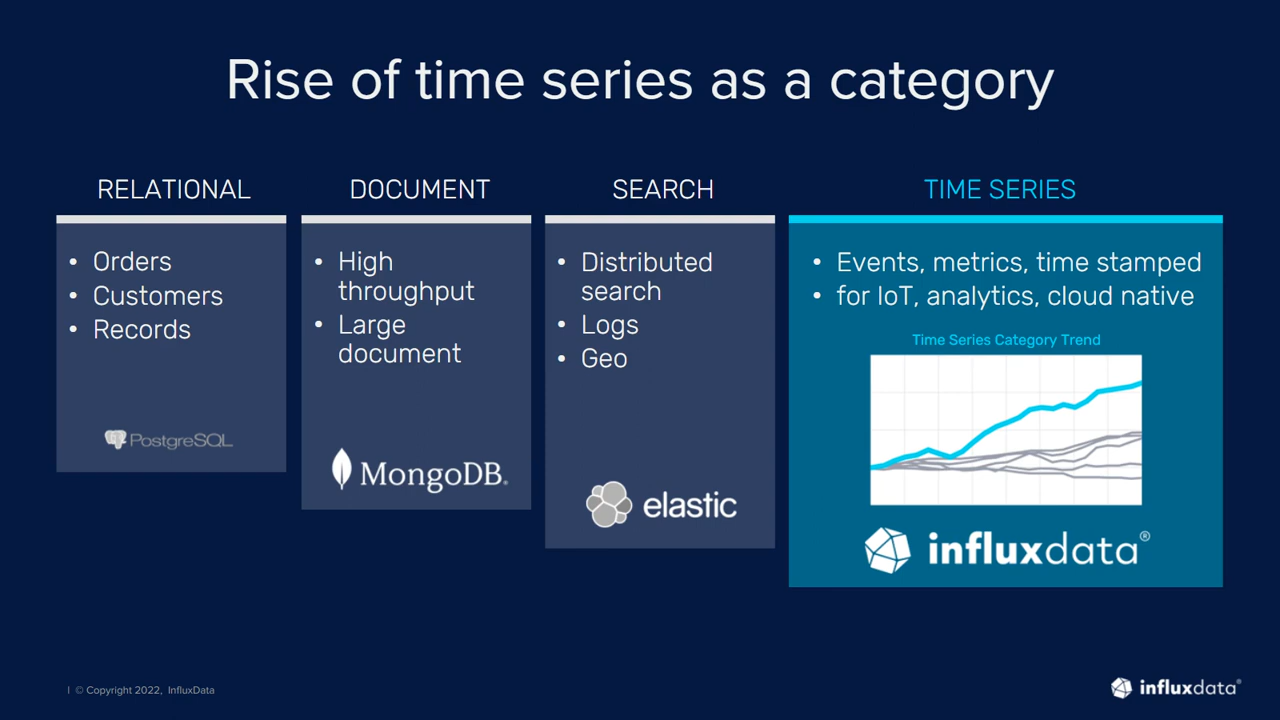 Rise of time series as a category
RELATIONAL
• Orders
• Customers
• Records
PostgreSQL
DOCUMENT
• High
throughput
• Large
document
MongoDB®
SEARCH
• Distributed
search
• Logs
• Geo
elastic
TIME SERIES
• Events, metrics, time stamped
• for IoT, analytics, cloud native
Time Series Category Trend
influxdata®
| © Copyright 2022, InfluxData
influxdata®